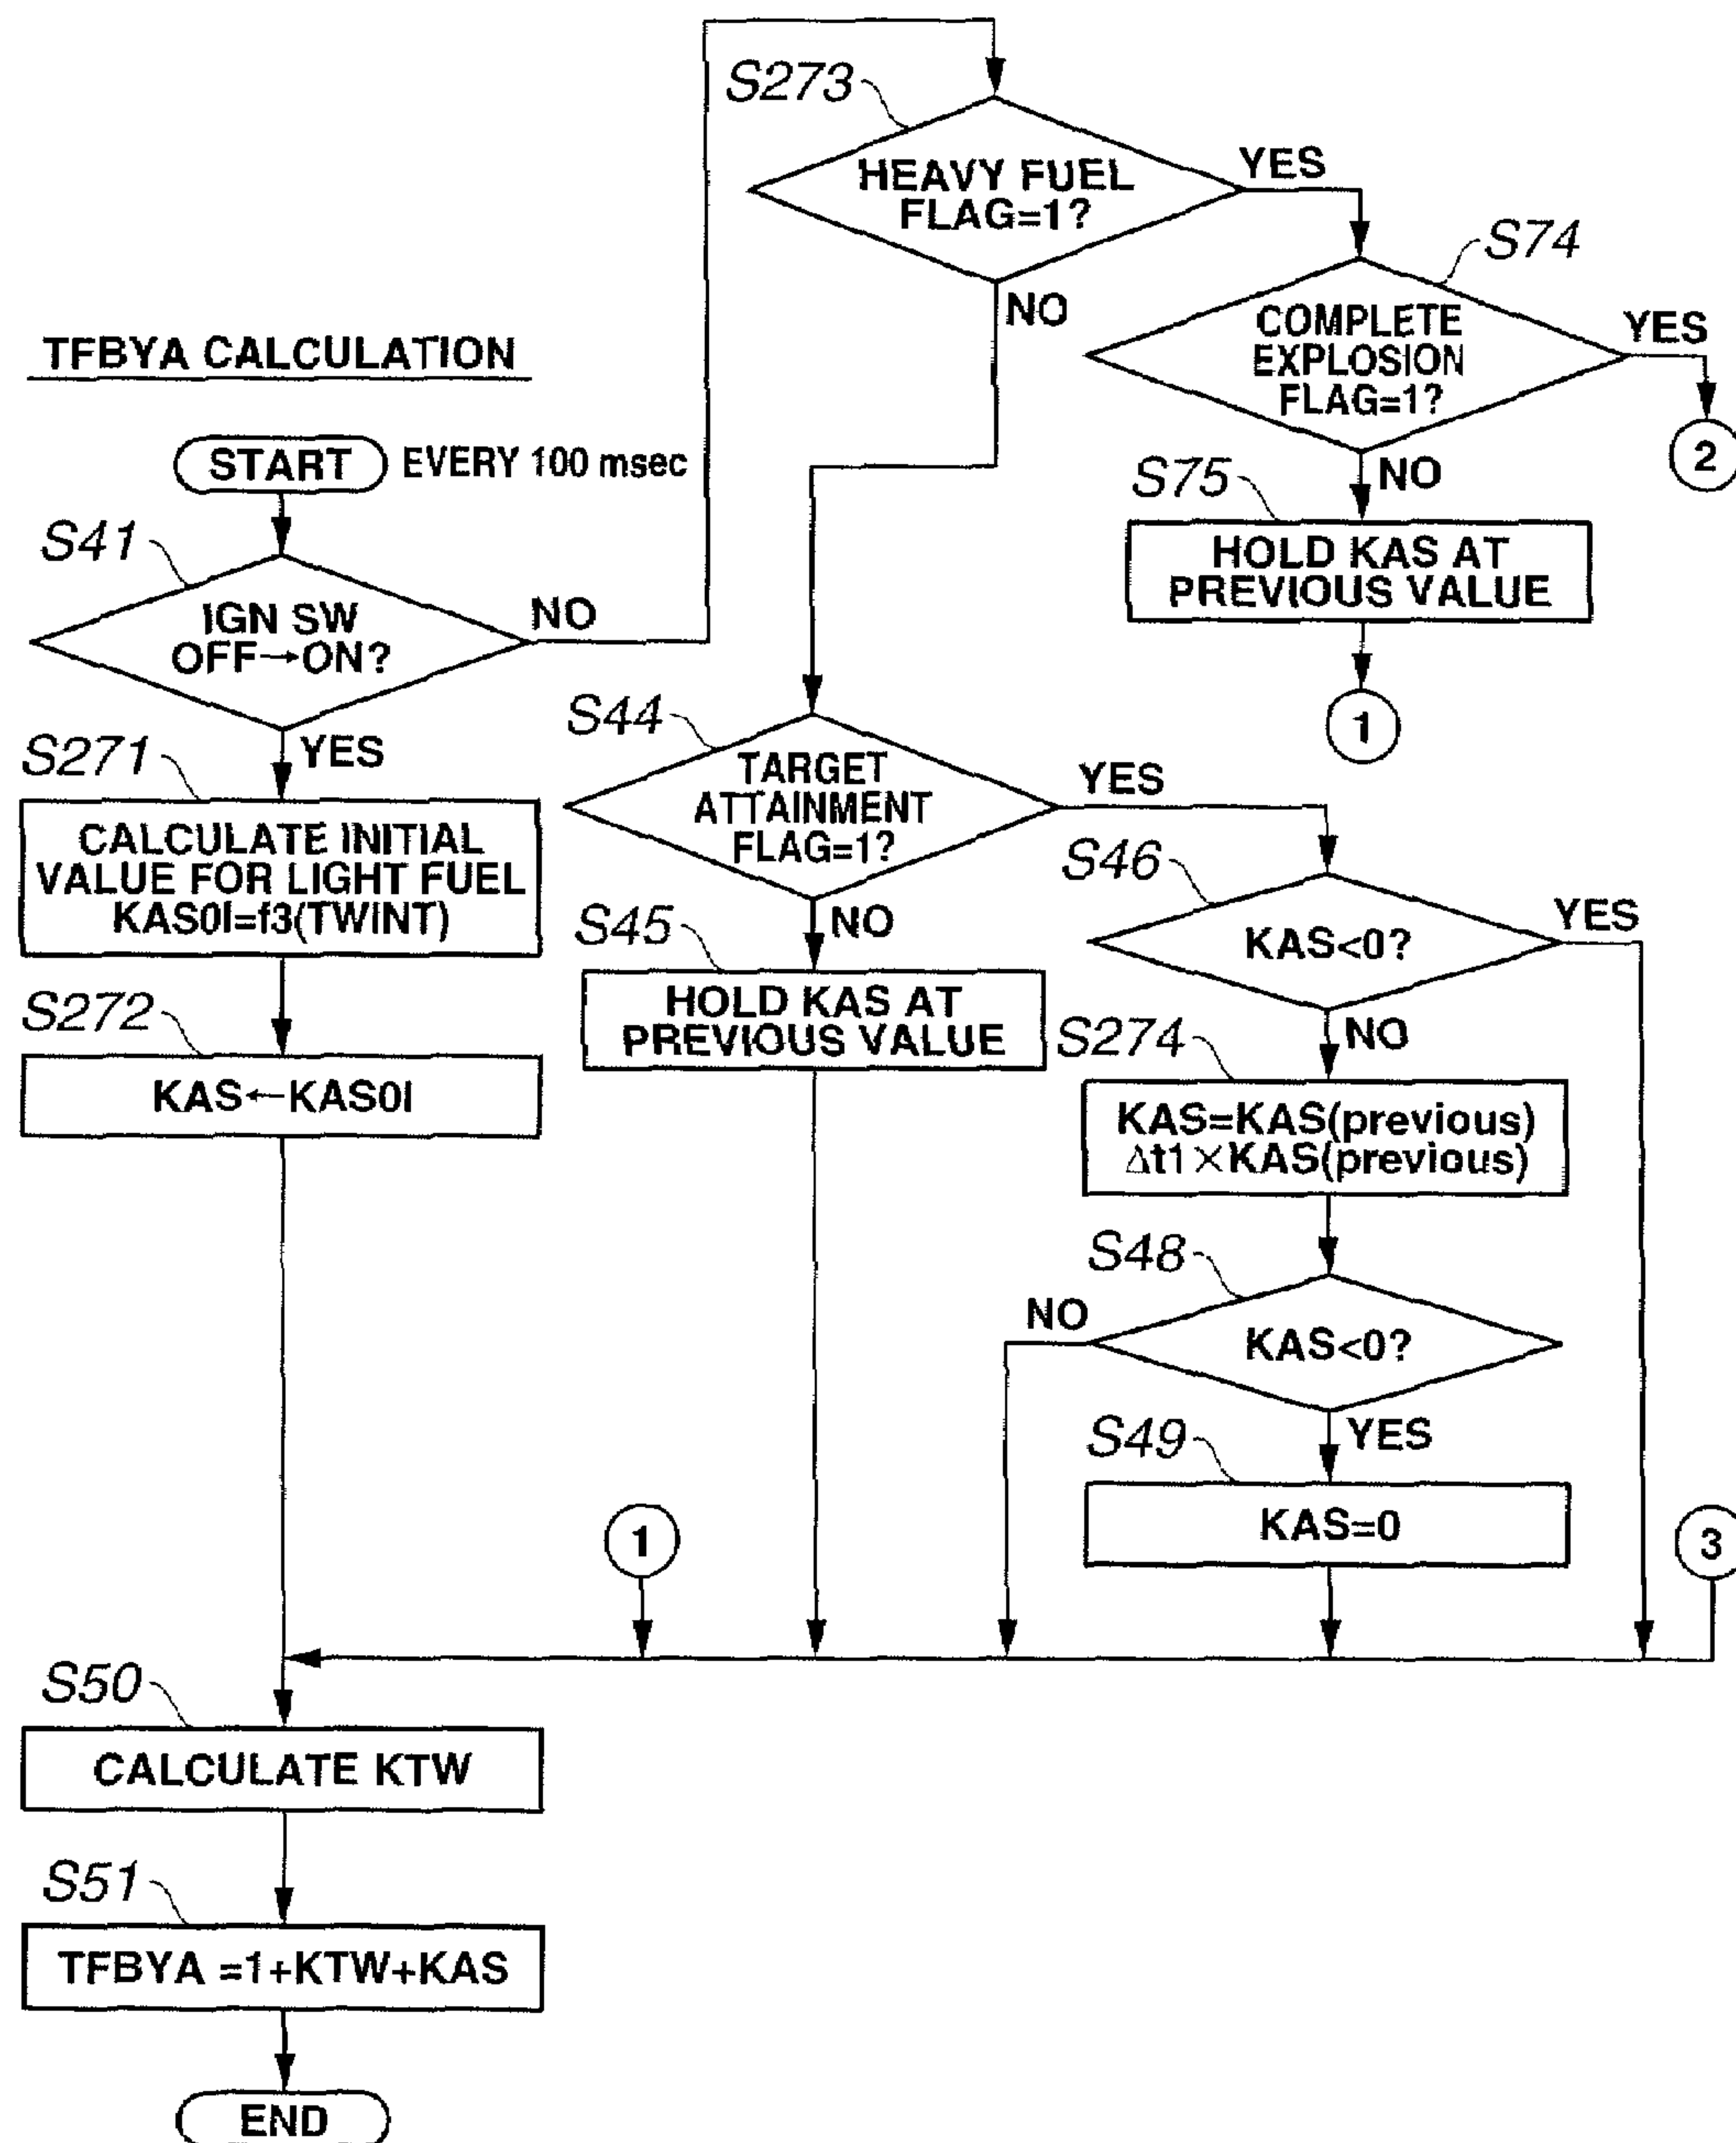 TFBYA CALCULATION
START
EVERY 100 msec
S41
IGN SW
OFF→ON?
NO
YES
S271
CALCULATE INITIAL
VALUE FOR LIGHT FUEL
KAS0l=f3(TWINT)
S272
KAS←KAS0l
S273
HEAVY FUEL
FLAG=1?
YES
NO
S74
COMPLETE
EXPLOSION
FLAG=1?
YES
2
NO
S75
HOLD KAS AT
PREVIOUS VALUE
1
S44
TARGET
ATTAINMENT
FLAG=1?
YES
NO
S45
HOLD KAS AT
PREVIOUS VALUE
S46
KAS<0?
YES
NO
S274
KAS=KAS(previous)
Δt1×KAS(previous)
S48
NO
KAS<0?
YES
S49
KAS=0
1
3
S50
CALCULATE KTW
S51
TFBYA =1+KTW+KAS
END